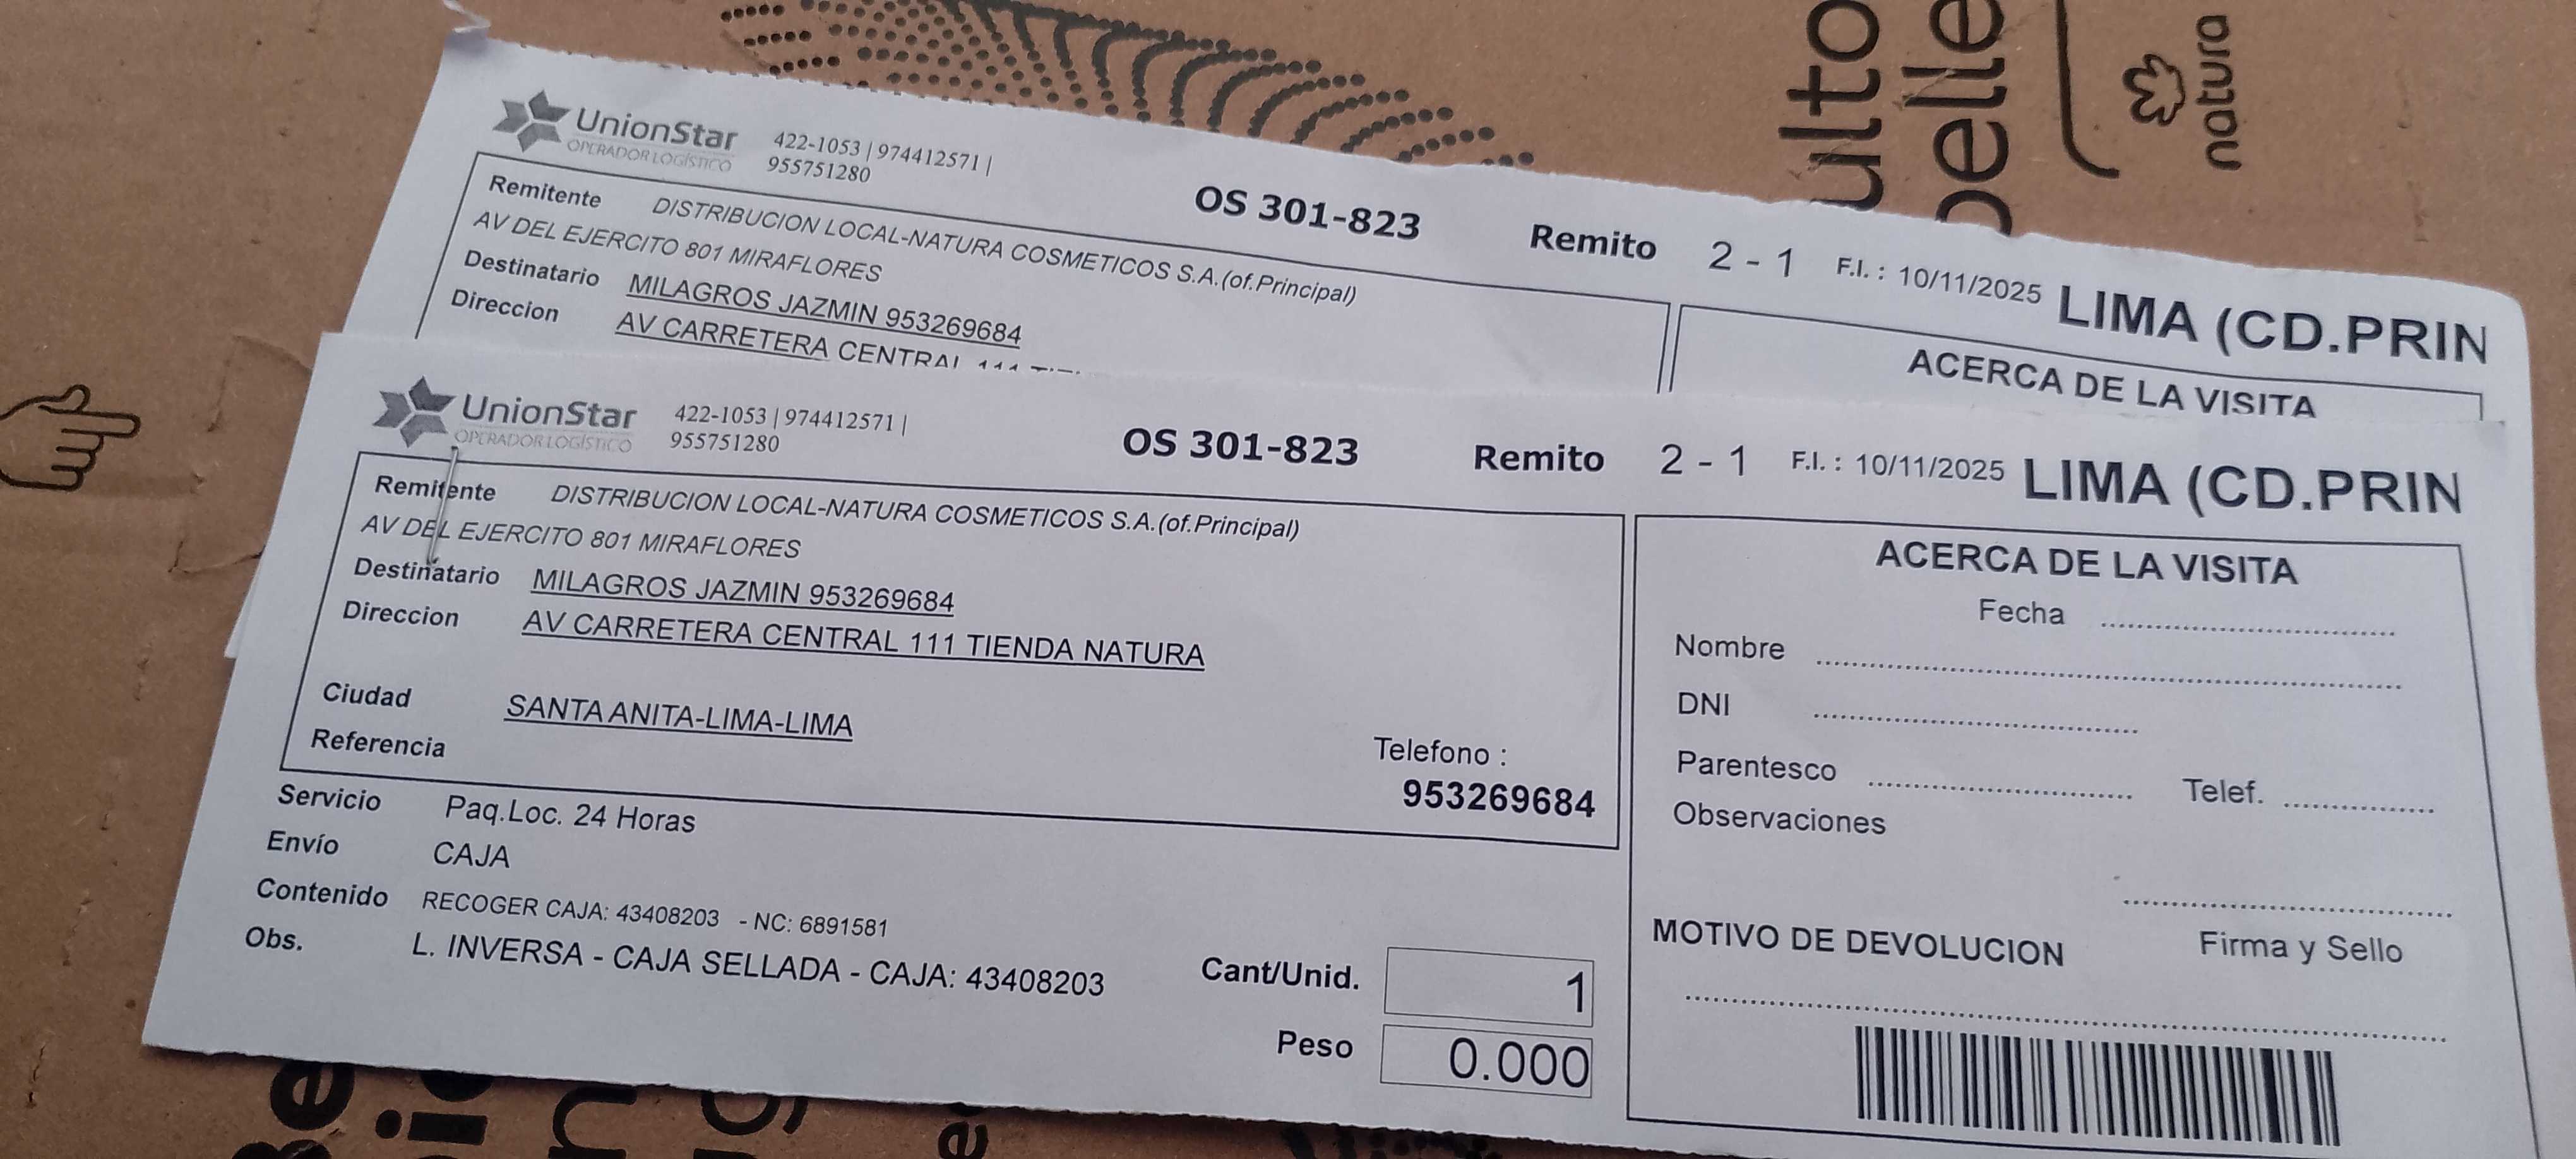 ulto
pelle
natura
UnionStar
OPERADOR LOGÍSTICO
422-1053 | 974412571 |
955751280
OS 301-823
Remito 2 - 1
F.I. : 10/11/2025
LIMA (CD.PRIN
Remitente DISTRIBUCION LOCAL-NATURA COSMETICOS S.A.(of.Principal)
AV DEL EJERCITO 801 MIRAFLORES
Destinatario MILAGROS JAZMIN 953269684
Direccion AV CARRETERA CENTRAL 111
ACERCA DE LA VISITA
UnionStar
OPERADOR LOGÍSTICO
422-1053 | 974412571 |
955751280
OS 301-823
Remito 2 - 1
F.I. : 10/11/2025
LIMA (CD.PRIN
Remitente DISTRIBUCION LOCAL-NATURA COSMETICOS S.A.(of.Principal)
AV DEL EJERCITO 801 MIRAFLORES
Destinatario MILAGROS JAZMIN 953269684
Direccion AV CARRETERA CENTRAL 111 TIENDA NATURA
Ciudad SANTA ANITA-LIMA-LIMA
Referencia
Telefono :
953269684
Servicio Paq.Loc. 24 Horas
Envío CAJA
Contenido RECOGER CAJA: 43408203 - NC: 6891581
Obs. L. INVERSA - CAJA SELLADA - CAJA: 43408203
Cant/Unid. 1
Peso 0.000
ACERCA DE LA VISITA
Fecha
Nombre
DNI
Parentesco Telef.
Observaciones
Firma y Sello
MOTIVO DE DEVOLUCION